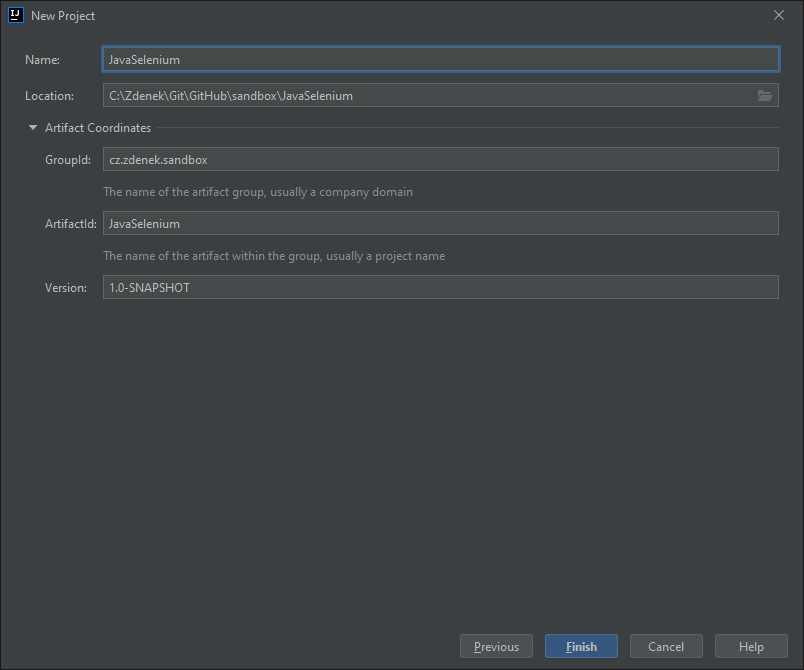 IJ New Project
Name: JavaSelenium
Location: C:\Zdenek\Git\GitHub\sandbox\JavaSelenium
Artifact Coordinates
GroupId: cz.zdenek.sandbox
The name of the artifact group, usually a company domain
ArtifactId: JavaSelenium
The name of the artifact within the group, usually a project name
Version: 1.0-SNAPSHOT
Previous Finish Cancel Help